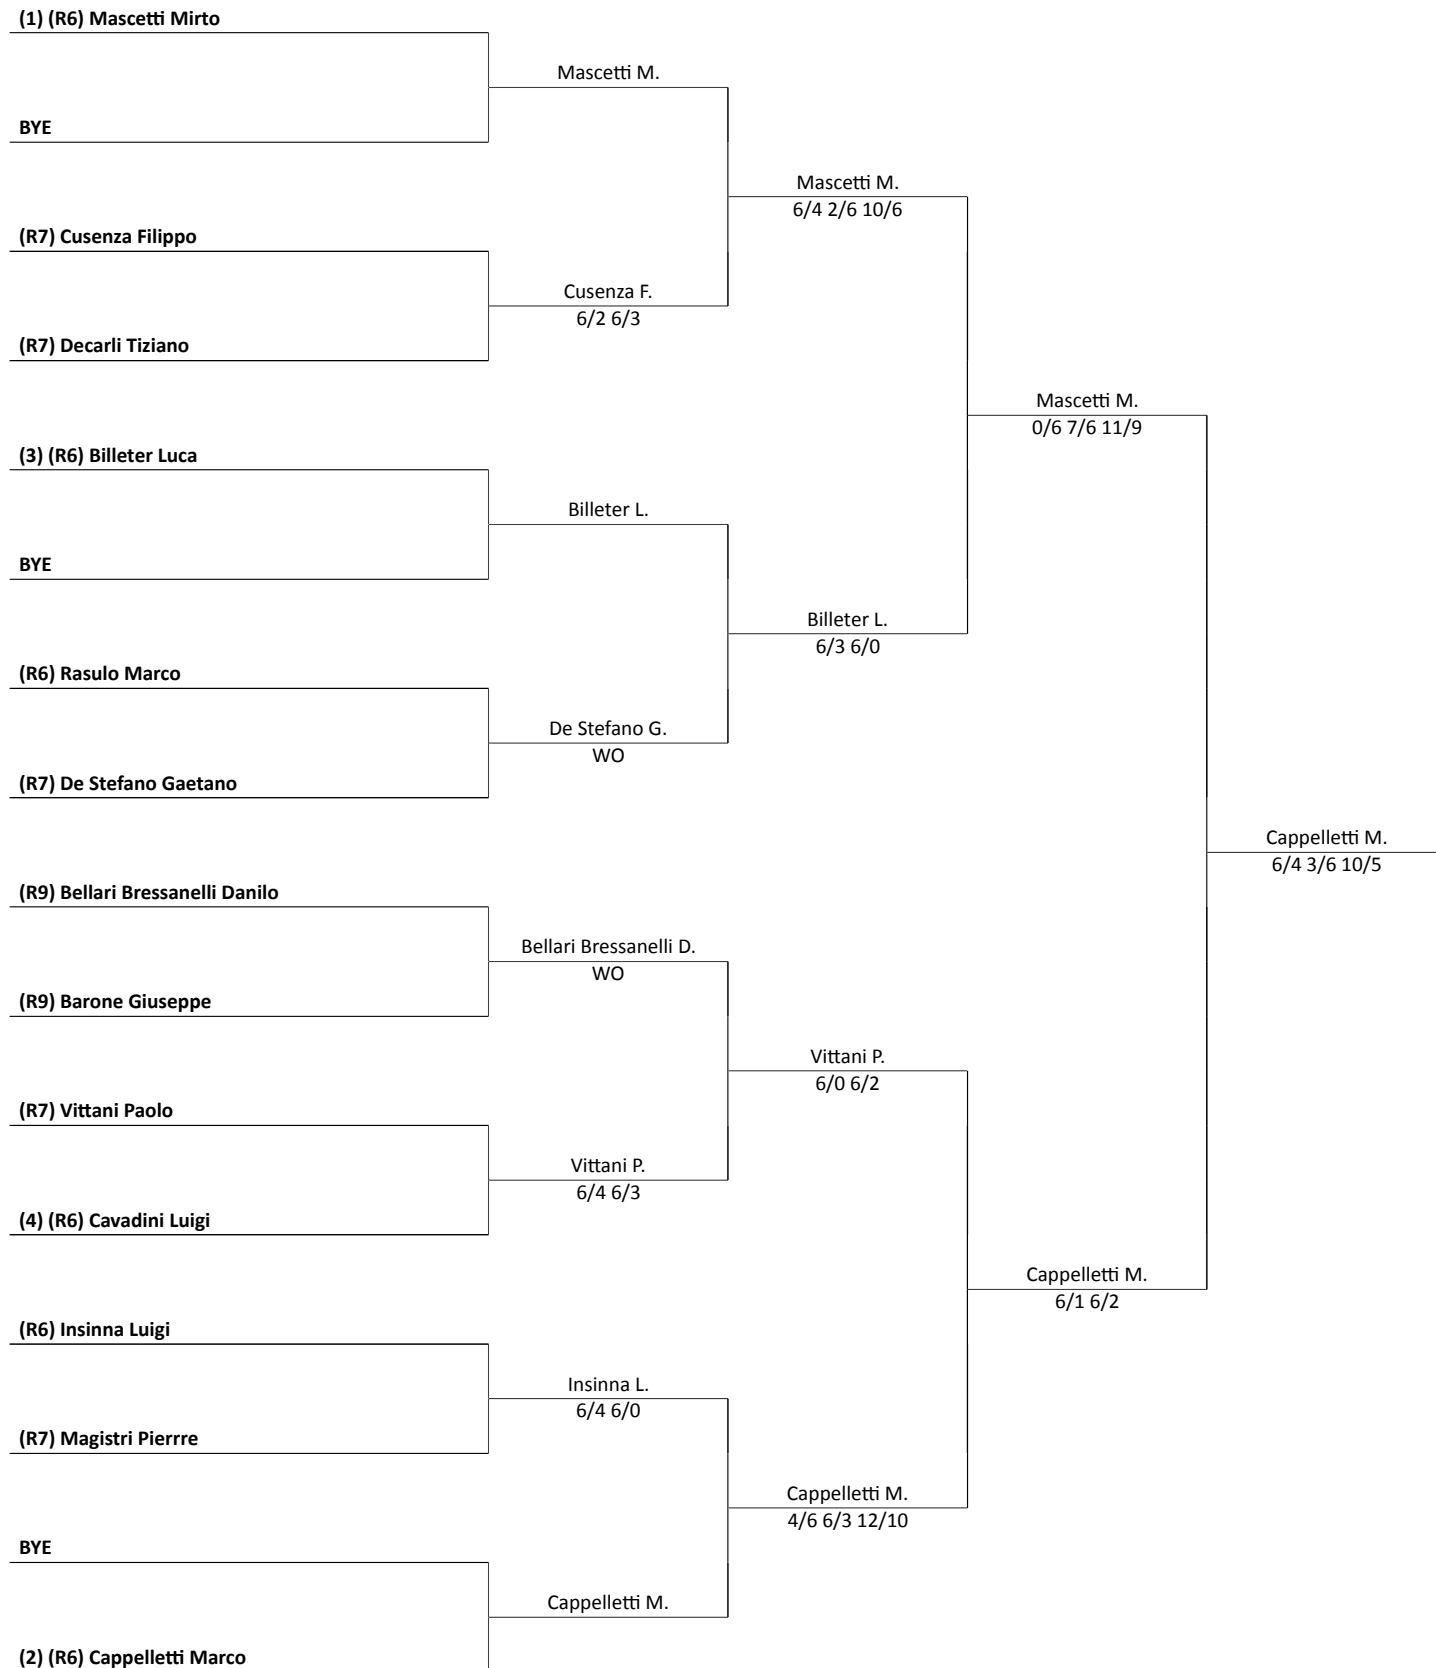 (1) (R6) Mascetti Mirto
Mascetti M.
BYE
Mascetti M.
6/4 2/6 10/6
(R7) Cusenza Filippo
Cusenza F.
6/2 6/3
(R7) Decarli Tiziano
Mascetti M.
0/6 7/6 11/9
(3) (R6) Billeter Luca
Billeter L.
BYE
Billeter L.
6/3 6/0
(R6) Rasulo Marco
De Stefano G.
WO
(R7) De Stefano Gaetano
Cappelletti M.
6/4 3/6 10/5
(R9) Bellari Bressanelli Danilo
Bellari Bressanelli D.
WO
(R9) Barone Giuseppe
Vittani P.
6/0 6/2
(R7) Vittani Paolo
Vittani P.
6/4 6/3
(4) (R6) Cavadini Luigi
Cappelletti M.
6/1 6/2
(R6) Insinna Luigi
Insinna L.
6/4 6/0
(R7) Magistri Pierrre
Cappelletti M.
4/6 6/3 12/10
BYE
Cappelletti M.
(2) (R6) Cappelletti Marco